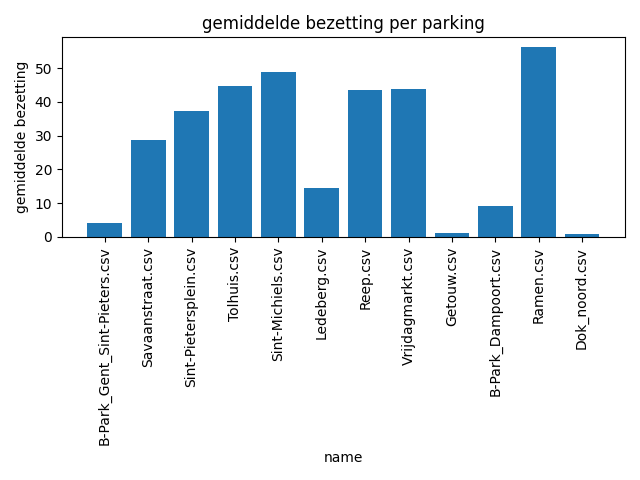 gemiddelde bezetting per parking
gemiddelde bezetting
50
40
30
20
10
0
B-Park_Gent_Sint-Pieters.csv
Savaanstraat.csv
Sint-Pietersplein.csv
Tolhuis.csv
Sint-Michiels.csv
Ledeberg.csv
Reep.csv
Vrijdagmarkt.csv
Getouw.csv
B-Park_Dampoort.csv
Ramen.csv
Dok_noord.csv
name